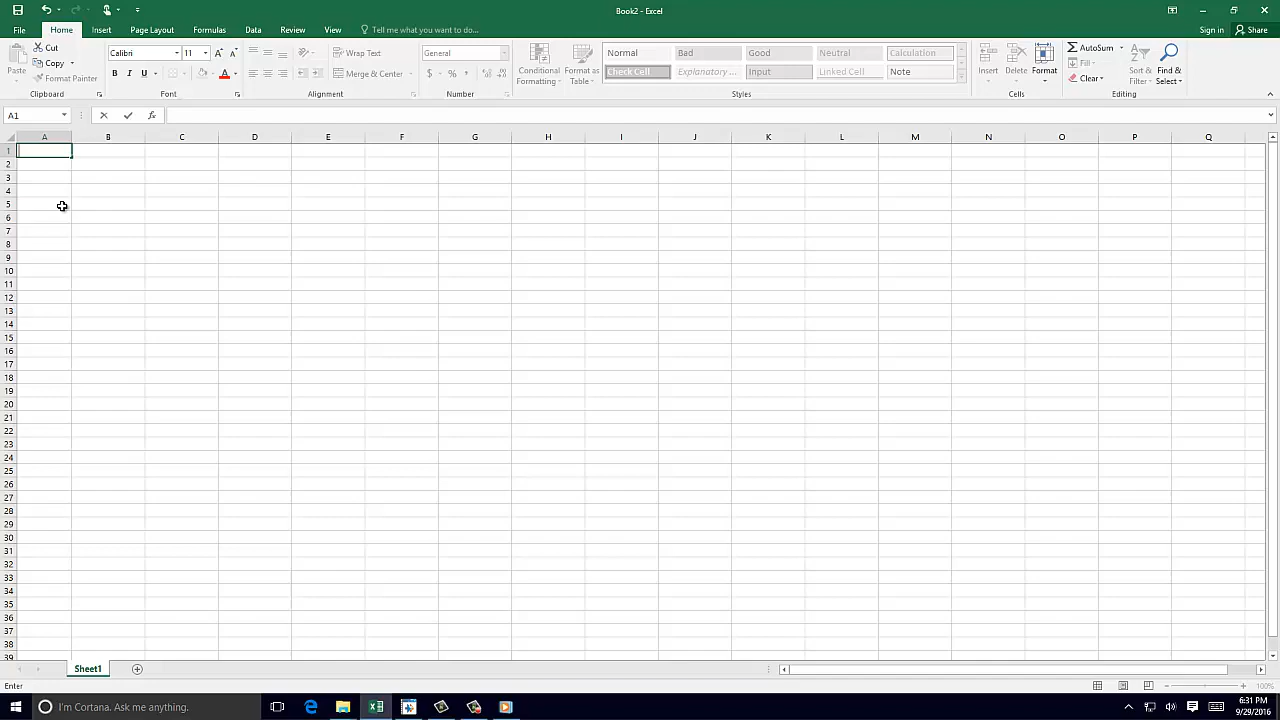 Book2 - Excel
File Home Insert Page Layout Formulas Data Review View Tell me what you want to do... Sign in Share
Paste Cut Copy Format Painter Clipboard
Calibri 11 A A B I U A Font
Wrap Text Merge & Center Alignment
General $ % , Number
Conditional Formatting Format as Table
Normal Bad Good Neutral Calculation
Check Cell Explanatory ... Input Linked Cell Note
Styles
Insert Delete Format Cells
AutoSum Fill Clear Sort & Filter Find & Select Editing
A1 fx
A B C D E F G H I J K L M N O P Q
1
2
3
4
5
6
7
8
9
10
11
12
13
14
15
16
17
18
19
20
21
22
23
24
25
26
27
28
29
30
31
32
33
34
35
36
37
38
39
Sheet1
Enter 100%
I'm Cortana. Ask me anything. 6:31 PM
9/29/2016